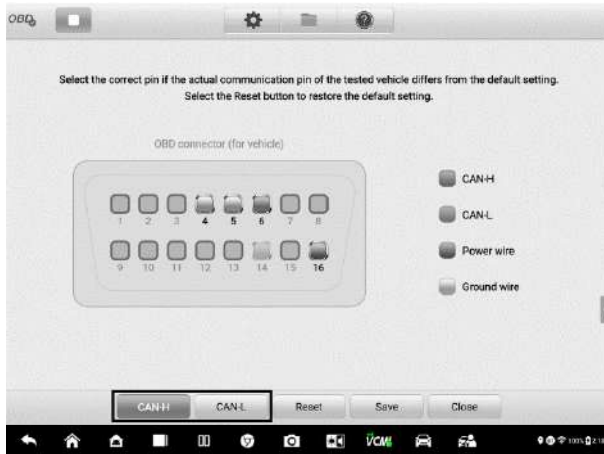 OBD
Select the correct pin if the actual communication pin of the tested vehicle differs from the default setting.
Select the Reset button to restore the default setting.
OBD connector (for vehicle)
CAN-H
1 2 3 4 5 6 7 8
CAN-L
Power wire
9 10 11 12 13 14 15 16
Ground wire
CAN-H CAN-L Reset Save Close
VCMI 100%